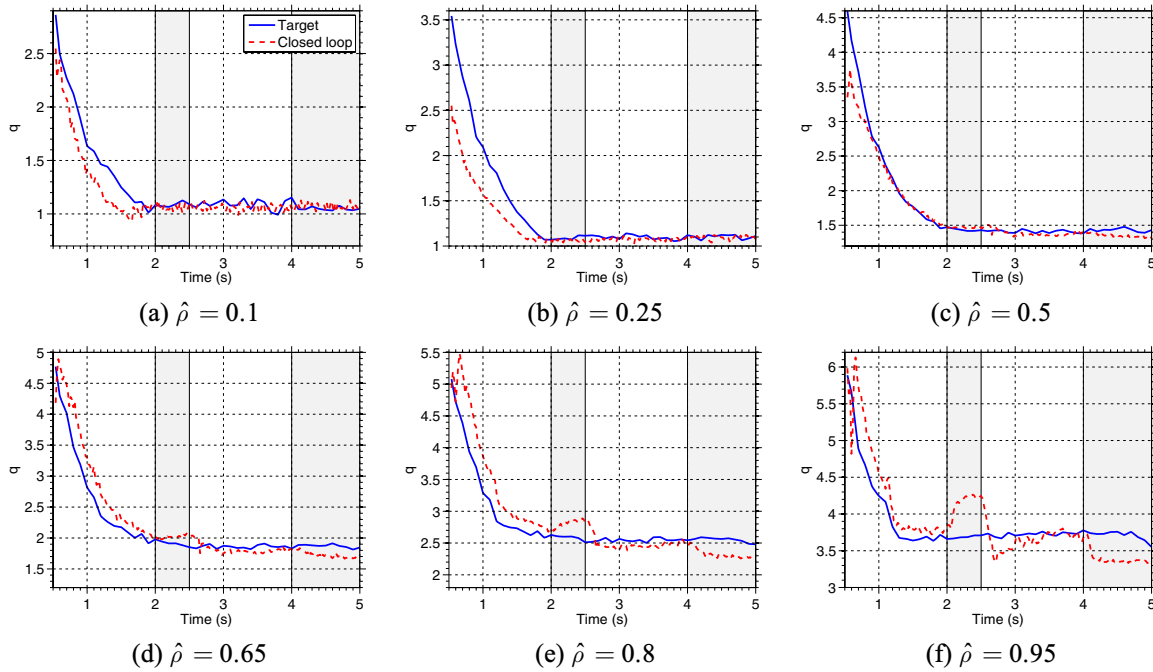 2.5
2
1.5
1
q
Target
Closed loop
1 2 3 4 5
Time (s)
(a) ρ̂ = 0.1
3.5
3
2.5
2
1.5
1
q
1 2 3 4 5
Time (s)
(b) ρ̂ = 0.25
4.5
4
3.5
3
2.5
2
1.5
q
1 2 3 4 5
Time (s)
(c) ρ̂ = 0.5
5
4.5
4
3.5
3
2.5
2
1.5
q
1 2 3 4 5
Time (s)
(d) ρ̂ = 0.65
5.5
5
4.5
4
3.5
3
2.5
2
q
1 2 3 4 5
Time (s)
(e) ρ̂ = 0.8
6
5.5
5
4.5
4
3.5
3
q
1 2 3 4 5
Time (s)
(f) ρ̂ = 0.95